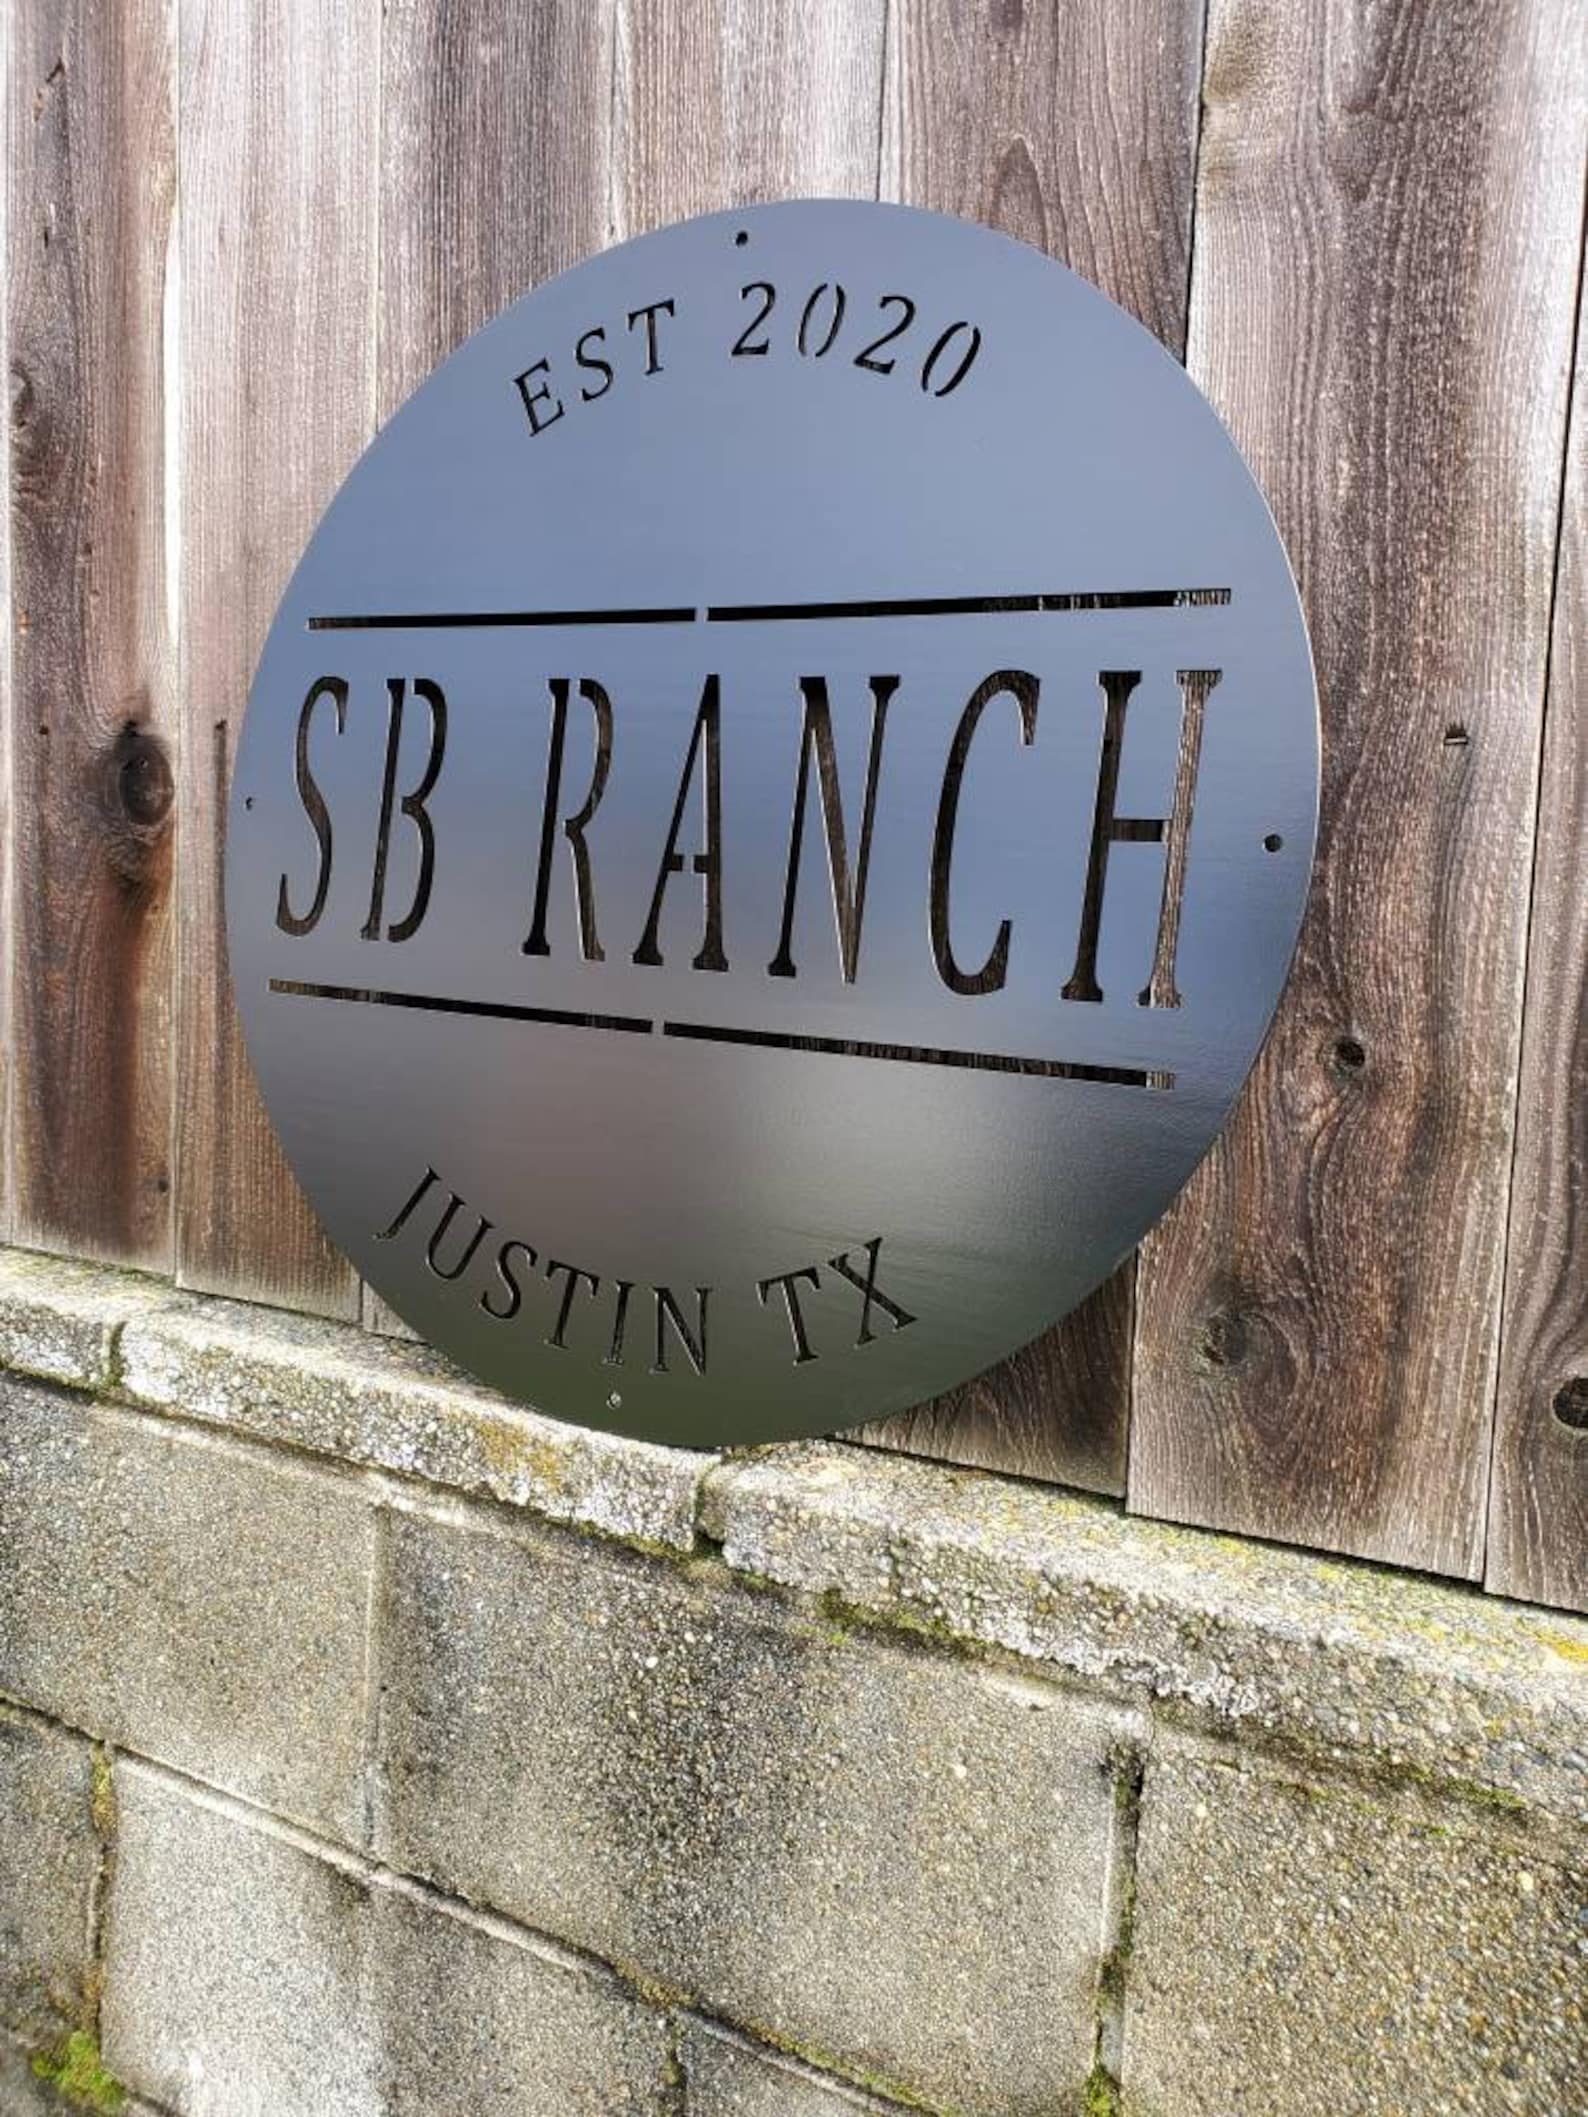 EST 2020
SB RANCH
JUSTIN TX